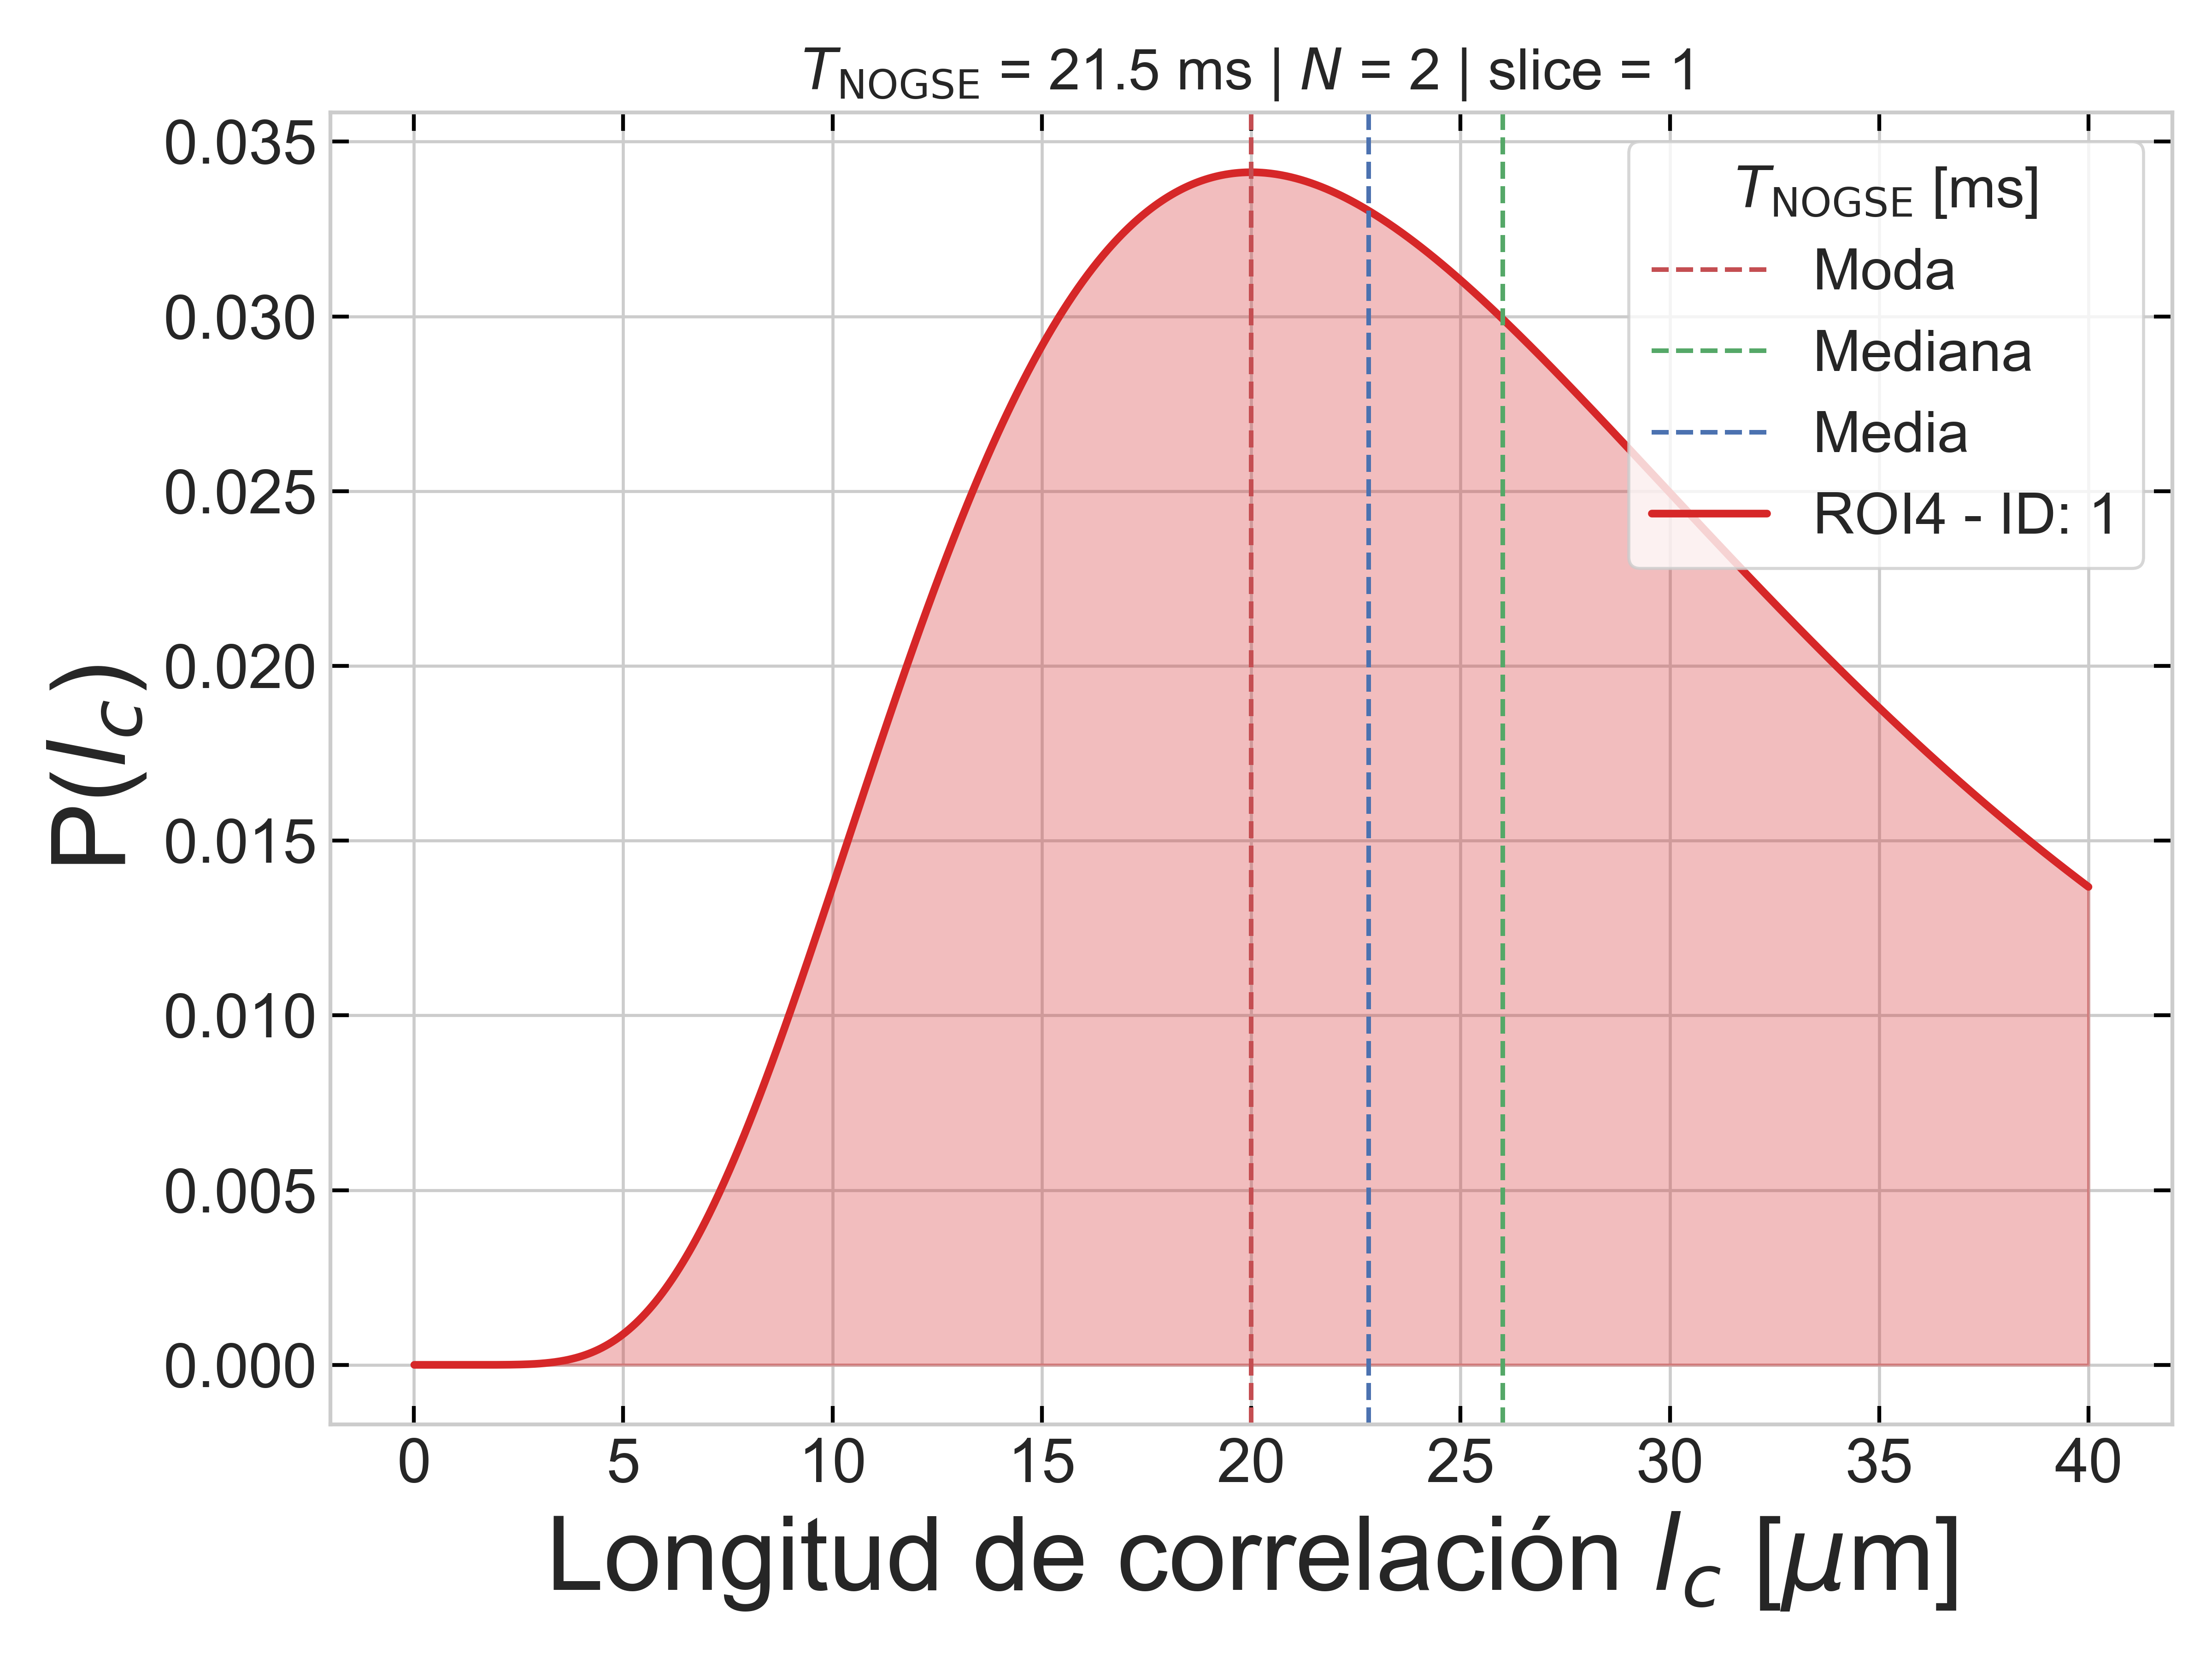 T_NOGSE = 21.5 ms | N = 2 | slice = 1
P(l_c)
0.035
0.030
0.025
0.020
0.015
0.010
0.005
0.000
T_NOGSE [ms]
Moda
Mediana
Media
ROI4 - ID: 1
0 5 10 15 20 25 30 35 40
Longitud de correlación l_c [μm]